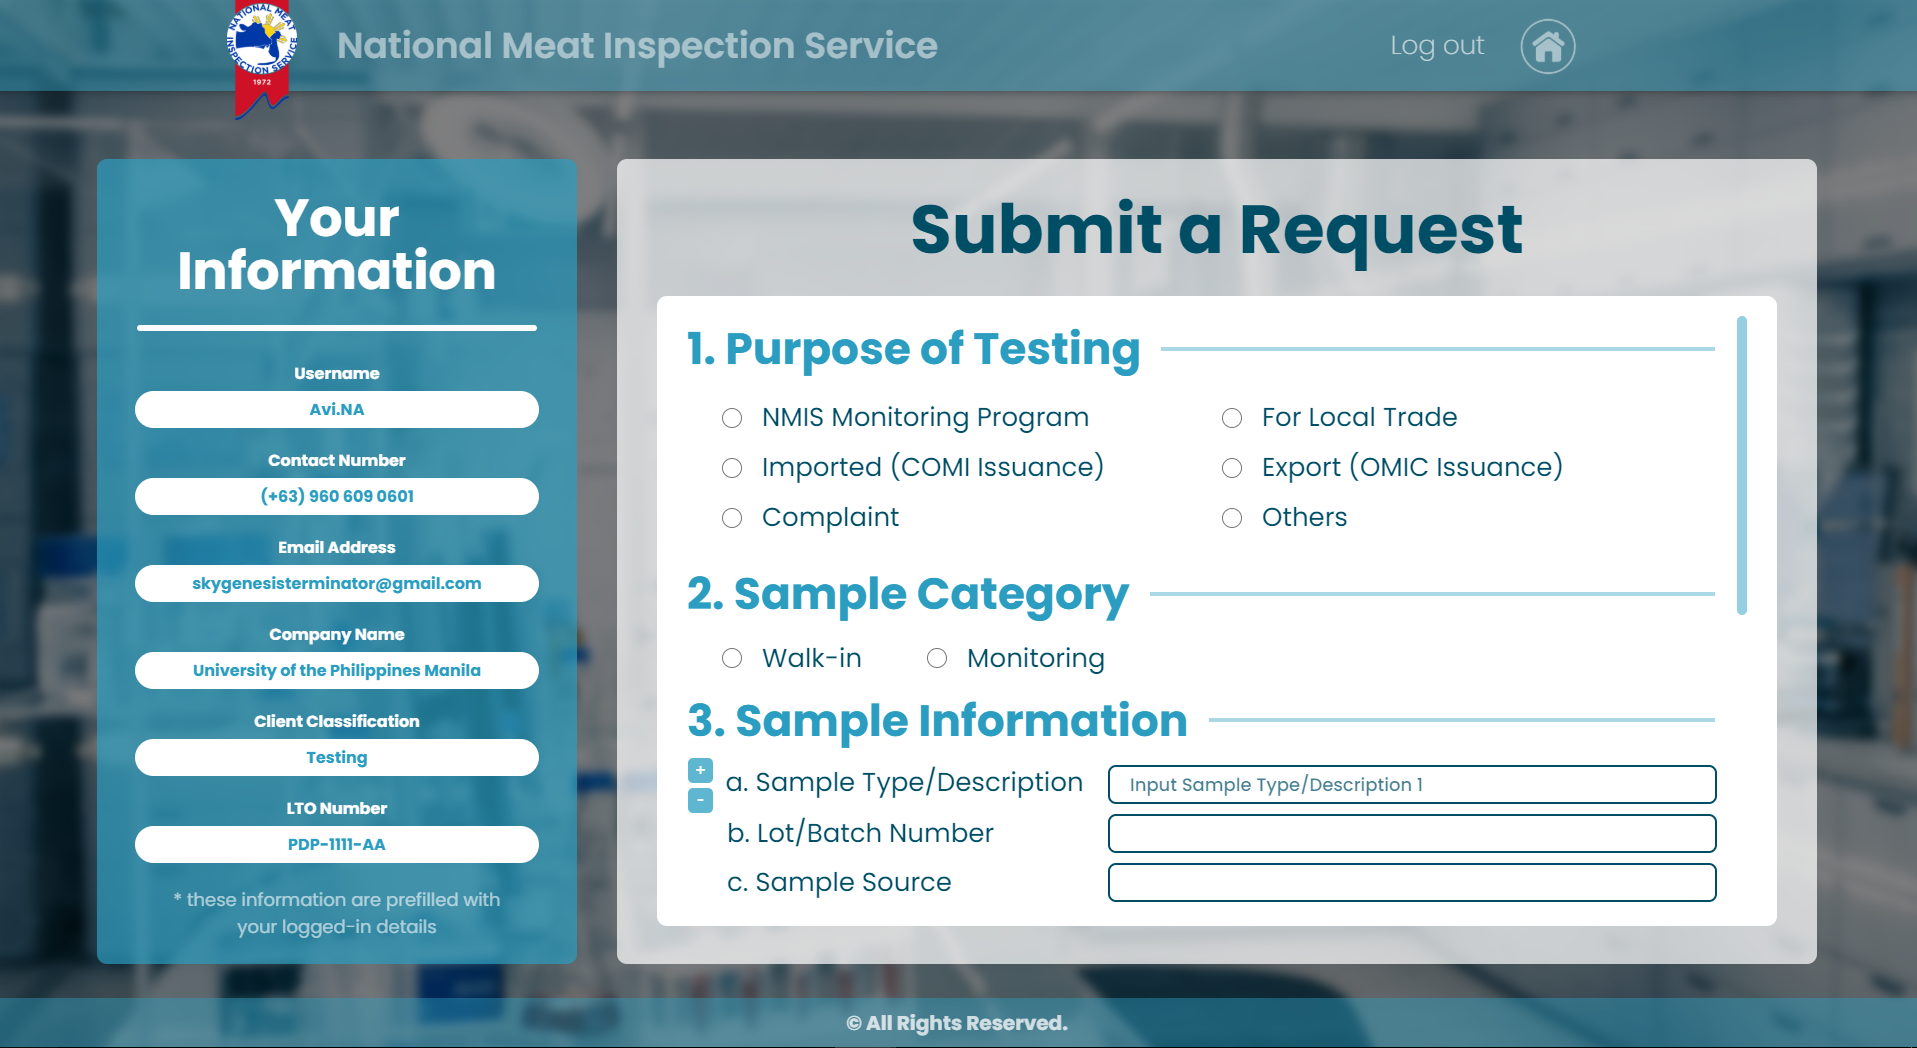 NATIONAL MEAT
INSPECTION SERVICE
1972
National Meat Inspection Service
Log out
Your
Information
Username
Avi.NA
Contact Number
(+63) 960 609 0601
Email Address
skygenesisterminator@gmail.com
Company Name
University of the Philippines Manila
Client Classification
Testing
LTO Number
PDP-1111-AA
* these information are prefilled with
your logged-in details
Submit a Request
1. Purpose of Testing
NMIS Monitoring Program
For Local Trade
Imported (COMI Issuance)
Export (OMIC Issuance)
Complaint
Others
2. Sample Category
Walk-in
Monitoring
3. Sample Information
+
-
a. Sample Type/Description
Input Sample Type/Description 1
b. Lot/Batch Number
c. Sample Source
© All Rights Reserved.